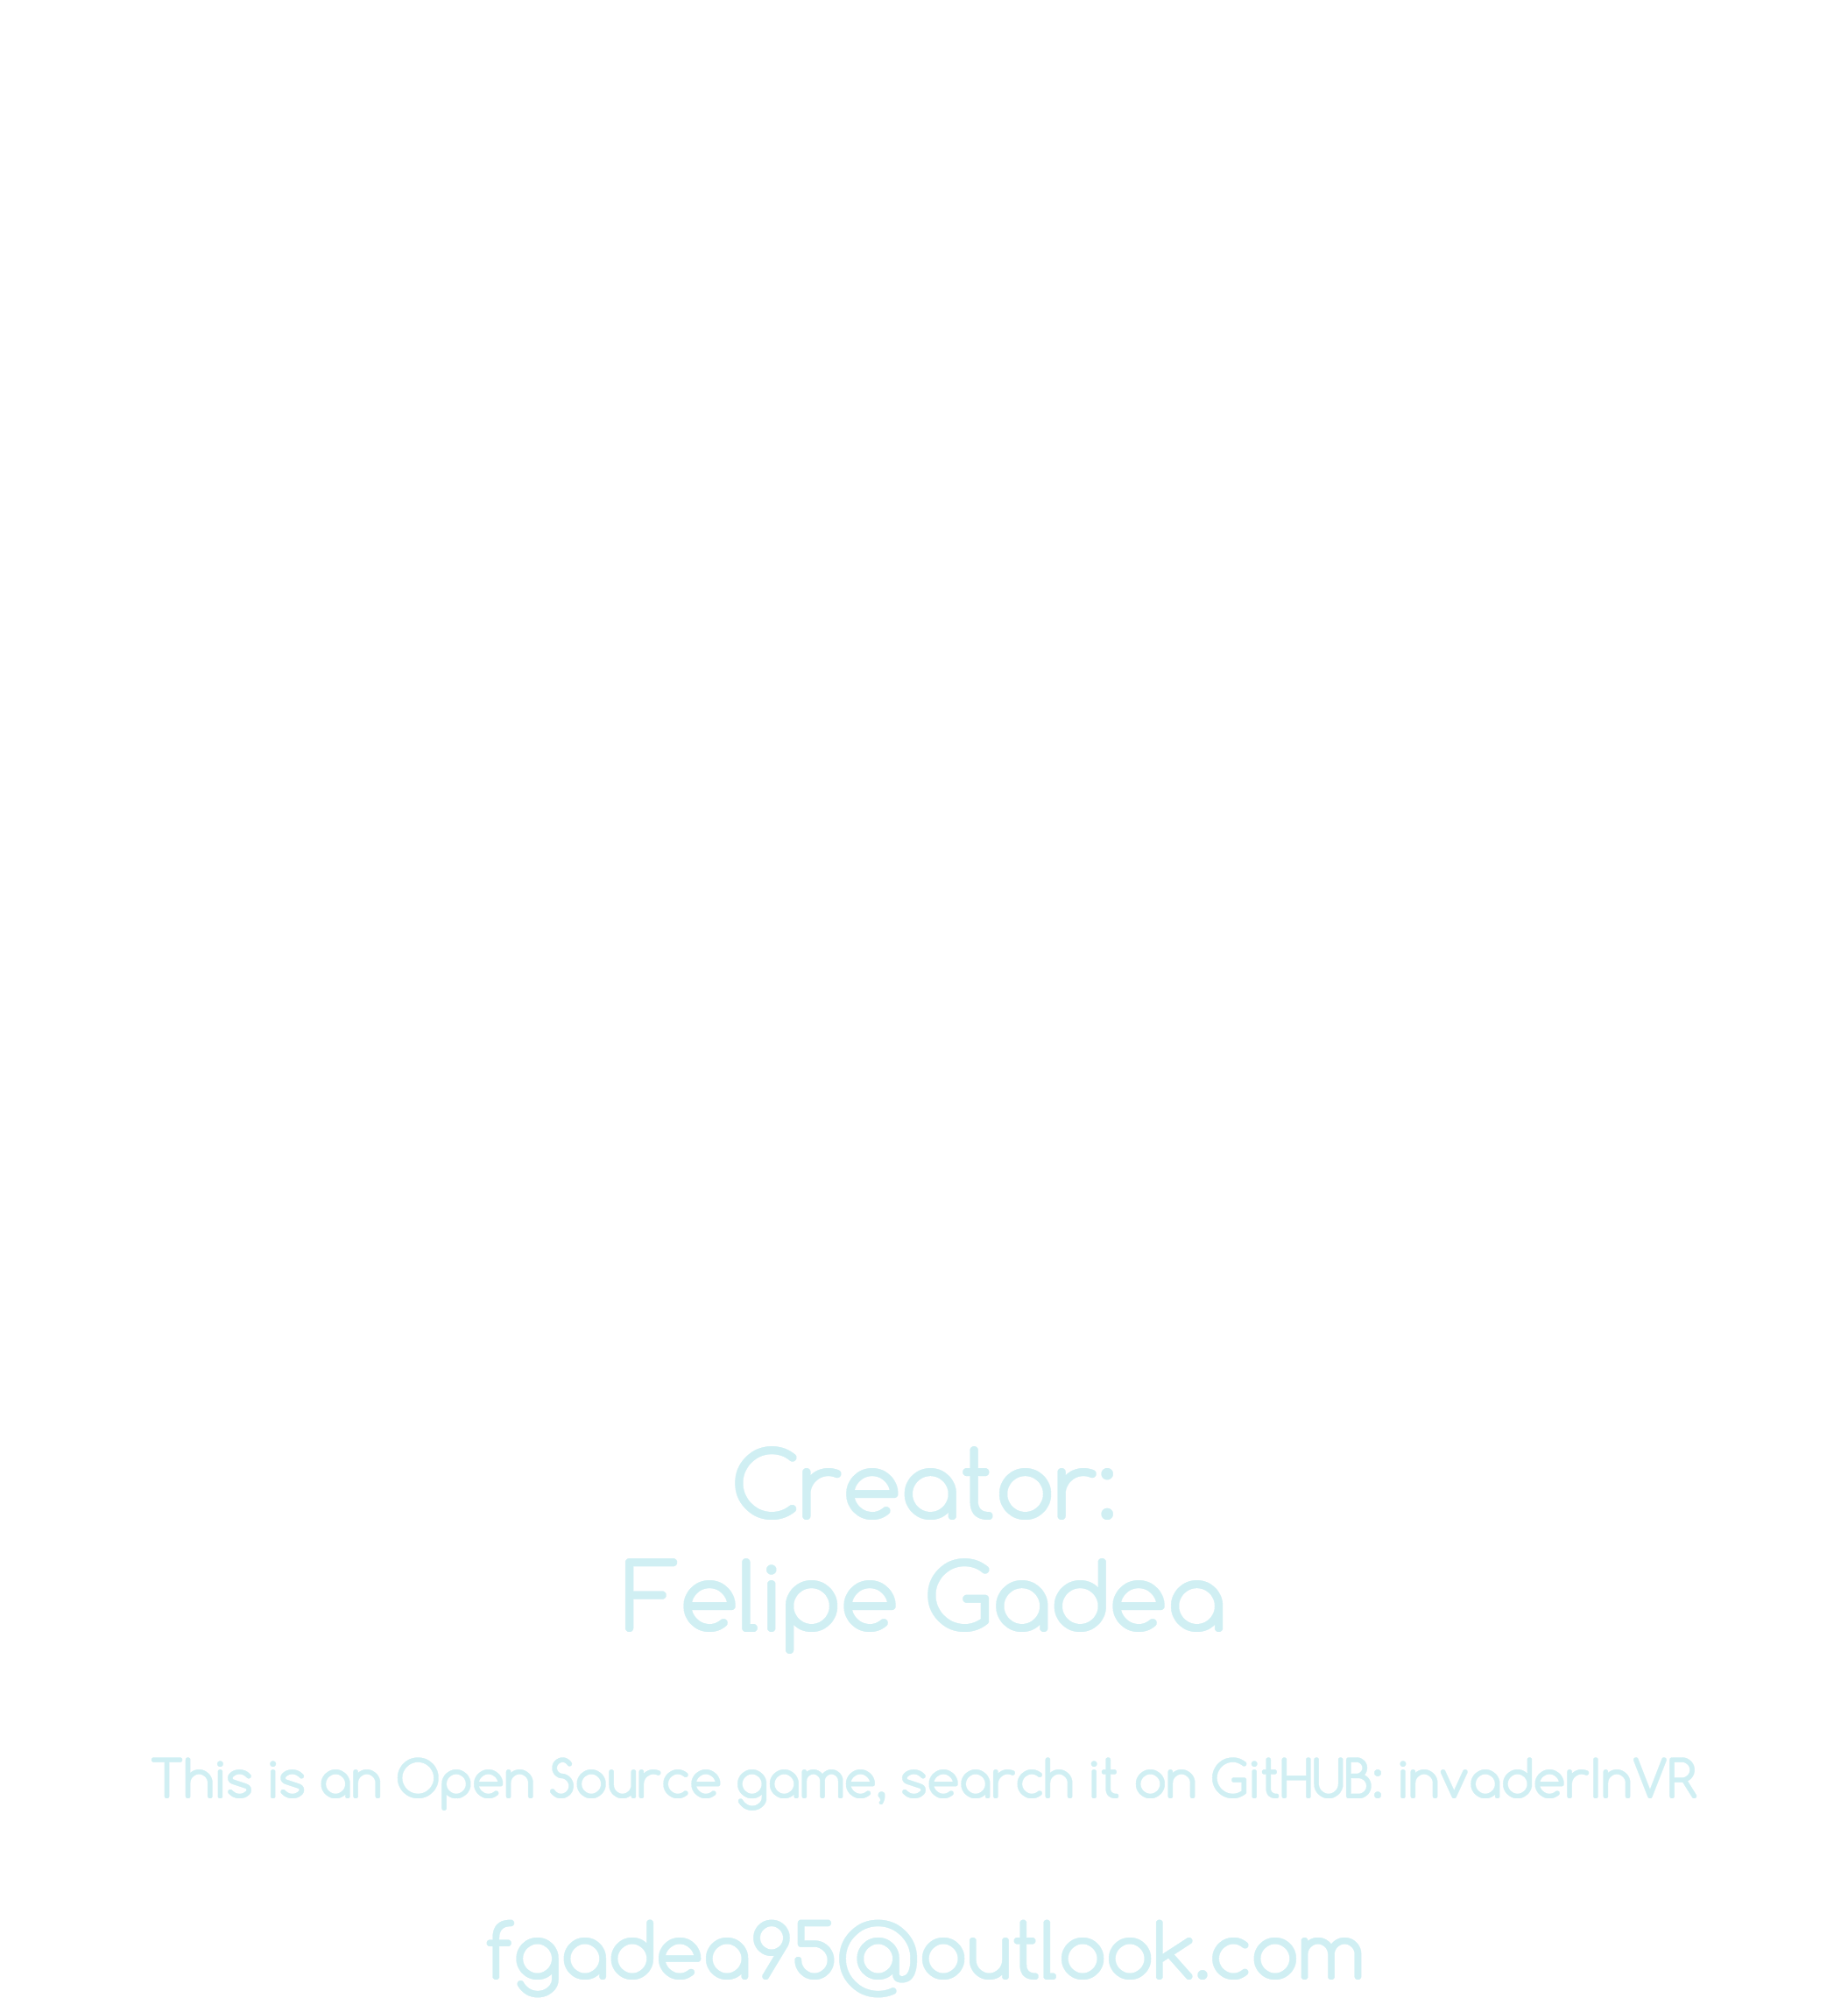 Creator:
Felipe Gadea
This is an Open Source game, search it on GitHUB: invaderInVR
fgadea95@outlook.com